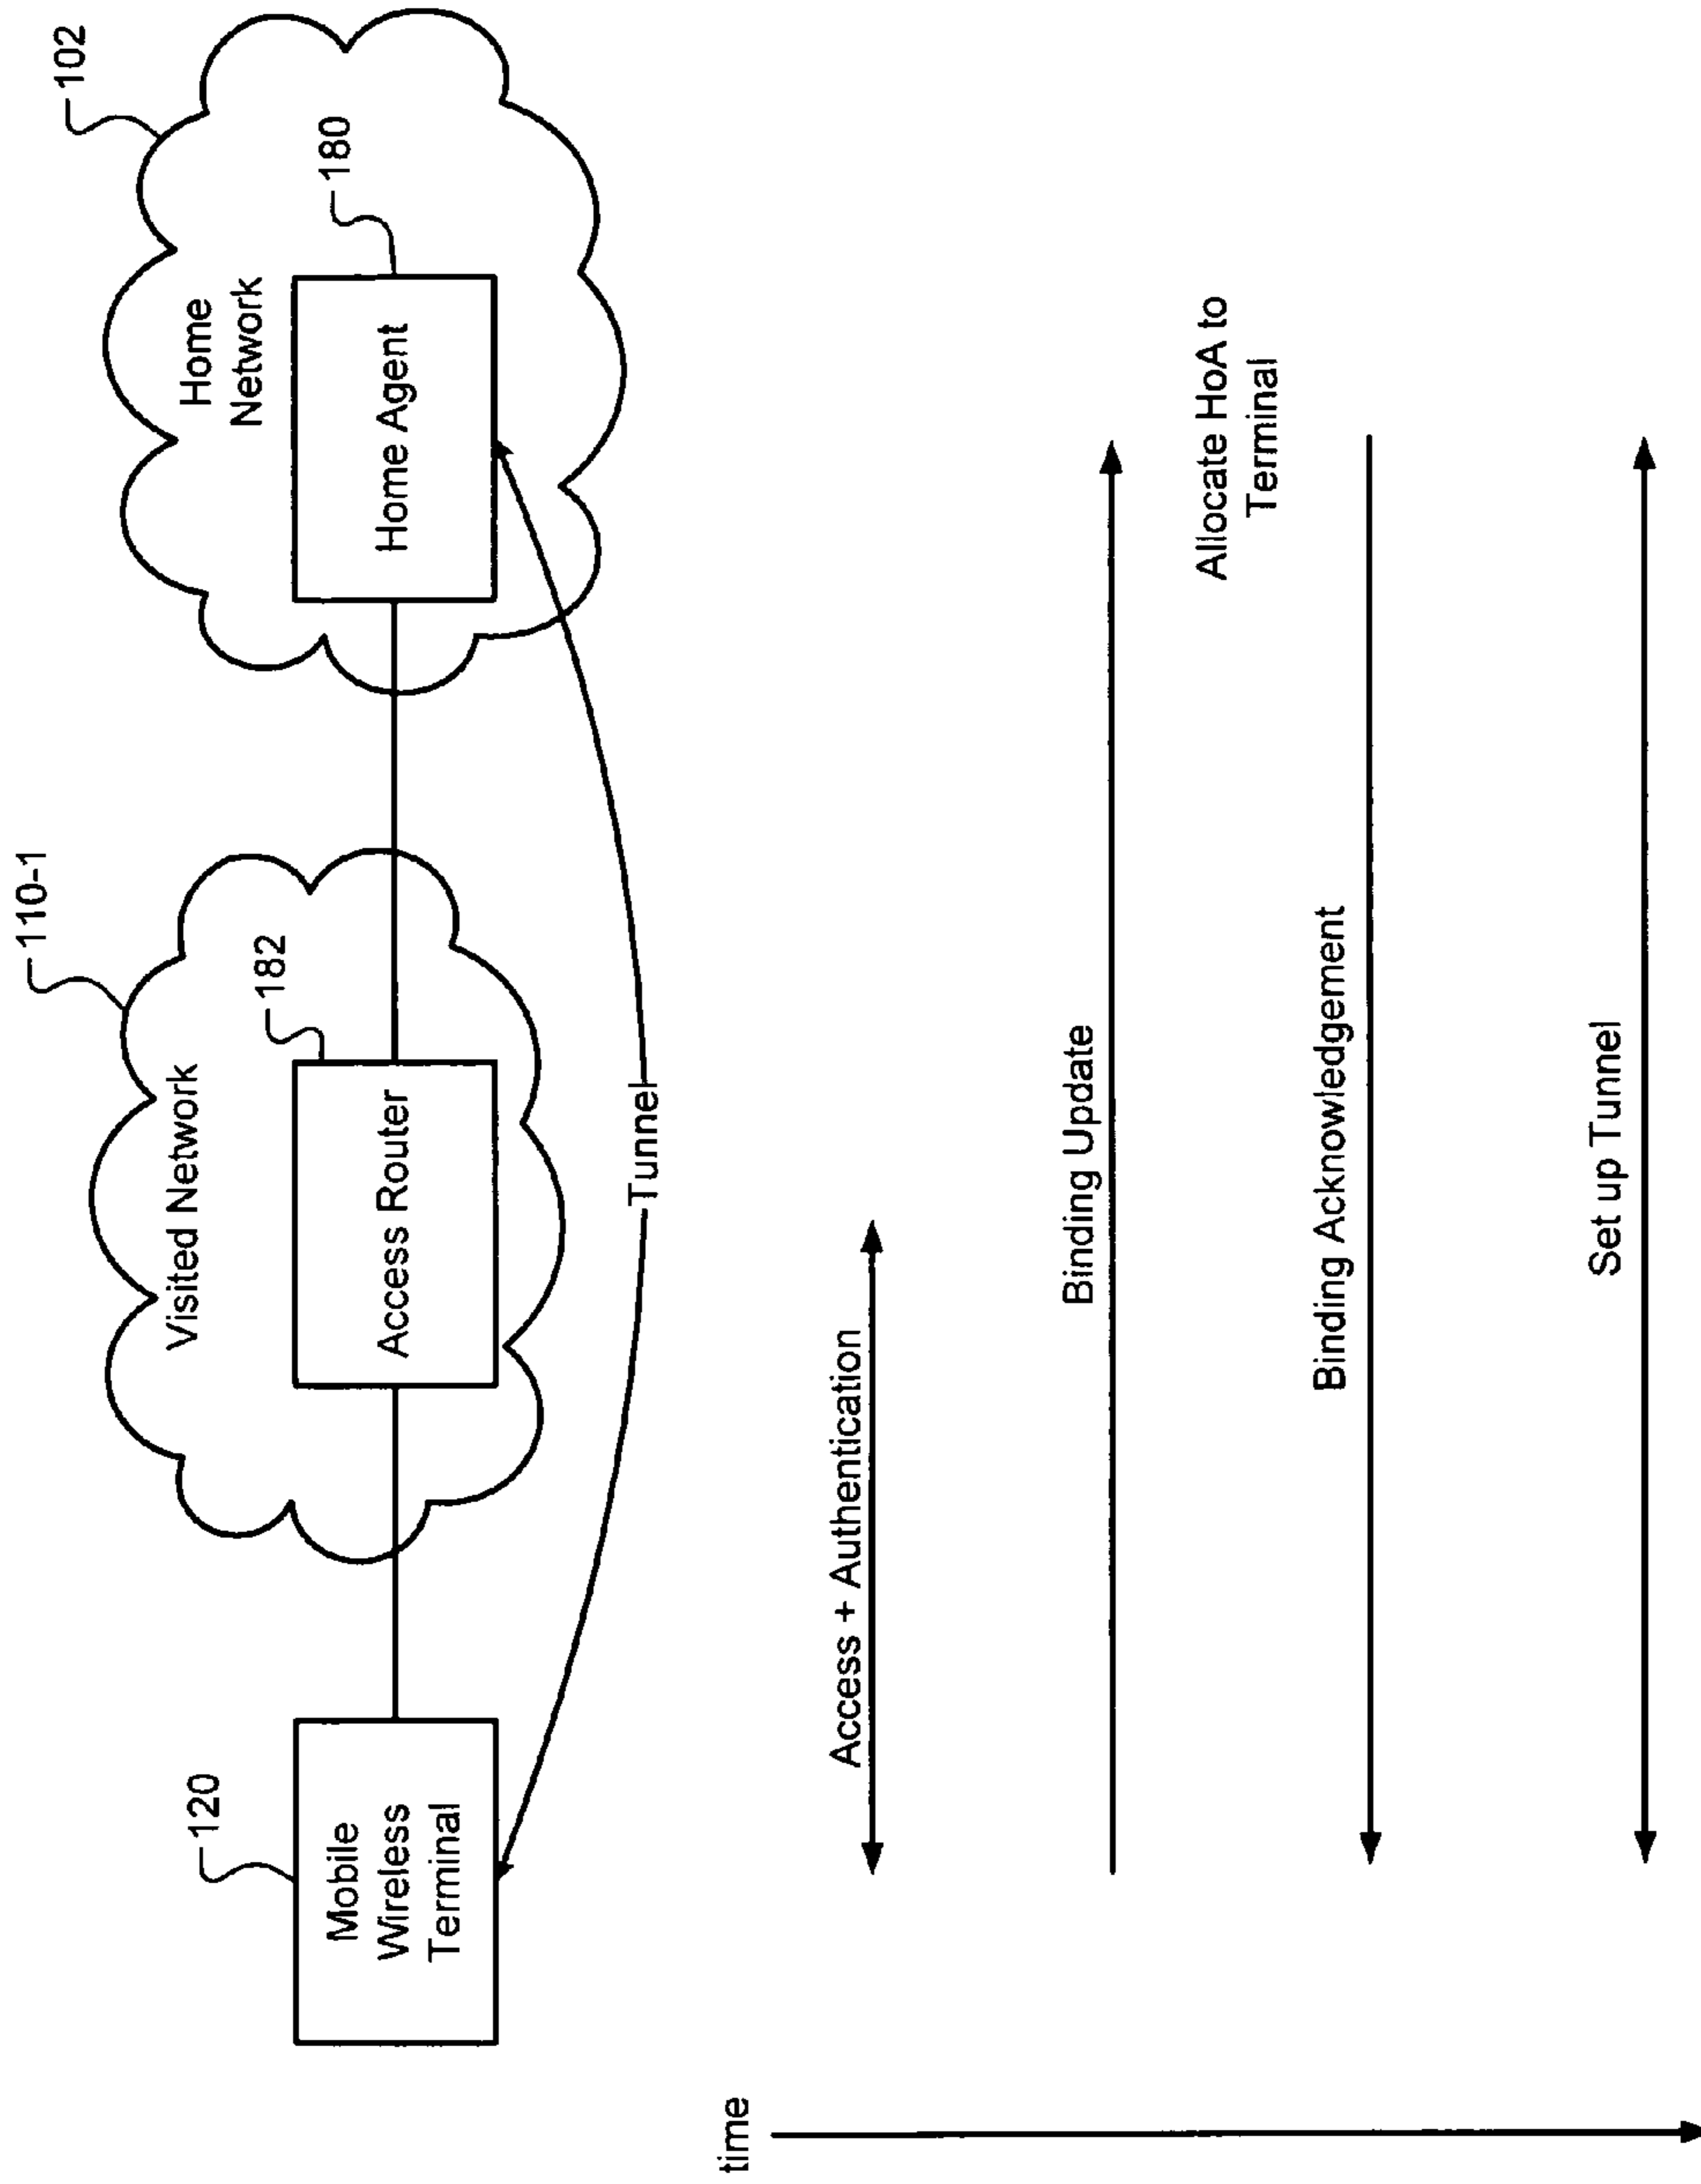 110-1
102
120
182
180
Visited Network
Home
Network
Mobile
Wireless
Terminal
Access Router
Home Agent
Tunnel
time
Access + Authentication
Binding Update
Allocate HoA to
Terminal
Binding Acknowledgement
Set up Tunnel